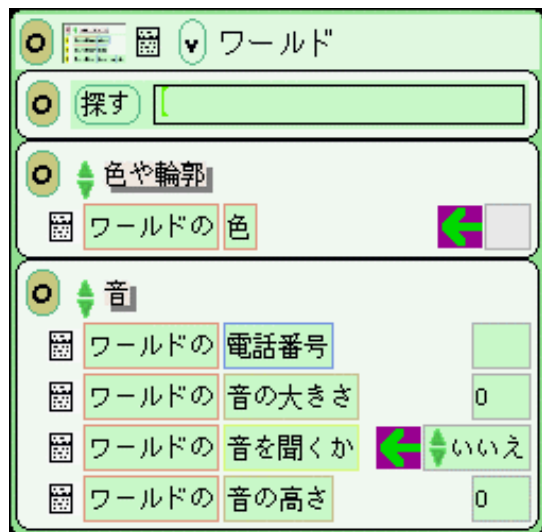 ワールド
探す
色や輪郭
ワールドの 色
音
ワールドの 電話番号
ワールドの 音の大きさ 0
ワールドの 音を聞くか いいえ
ワールドの 音の高さ 0